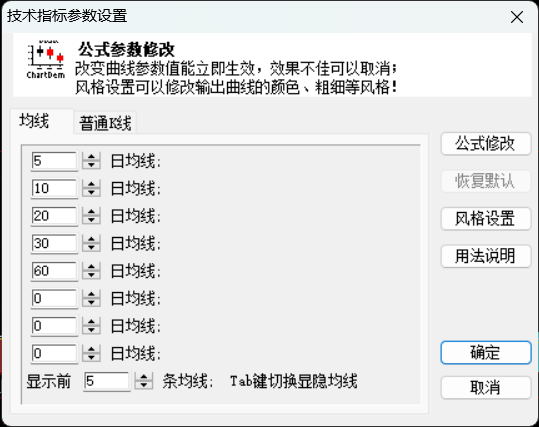 技术指标参数设置
公式参数修改
改变曲线参数值能立即生效，效果不佳可以取消；
风格设置可以修改输出曲线的颜色、粗细等风格！
ChartDem
均线 普通K线
5 日均线;
10 日均线;
20 日均线;
30 日均线;
60 日均线;
0 日均线;
0 日均线;
0 日均线;
显示前 5 条均线; Tab键切换显隐均线
公式修改
恢复默认
风格设置
用法说明
确定
取消